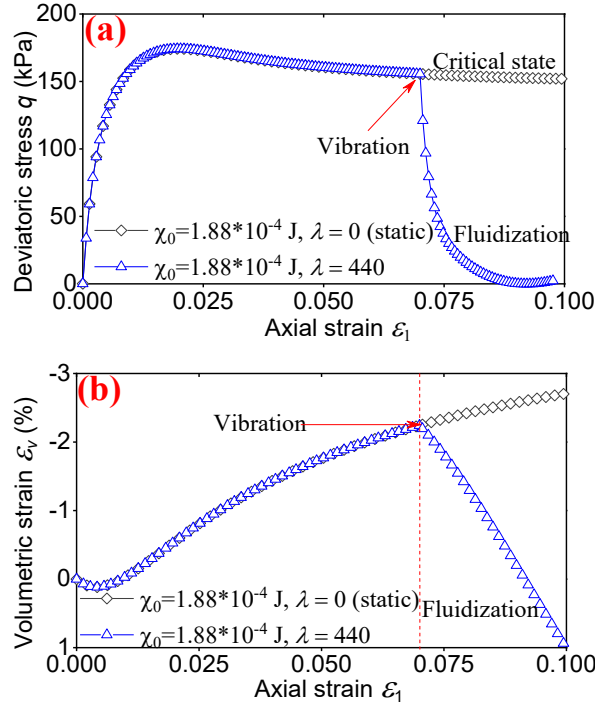 (a)
200
150
100
50
0
Deviatoric stress q (kPa)
Critical state
Vibration
χ₀=1.88*10⁻⁴ J, λ = 0 (static)
Fluidization
χ₀=1.88*10⁻⁴ J, λ = 440
0.000 0.025 0.050 0.075 0.100
Axial strain ε₁
(b)
-3
-2
-1
0
1
Volumetric strain εᵥ (%)
Vibration
χ₀=1.88*10⁻⁴ J, λ = 0 (static)
Fluidization
χ₀=1.88*10⁻⁴ J, λ = 440
0.000 0.025 0.050 0.075 0.100
Axial strain ε₁